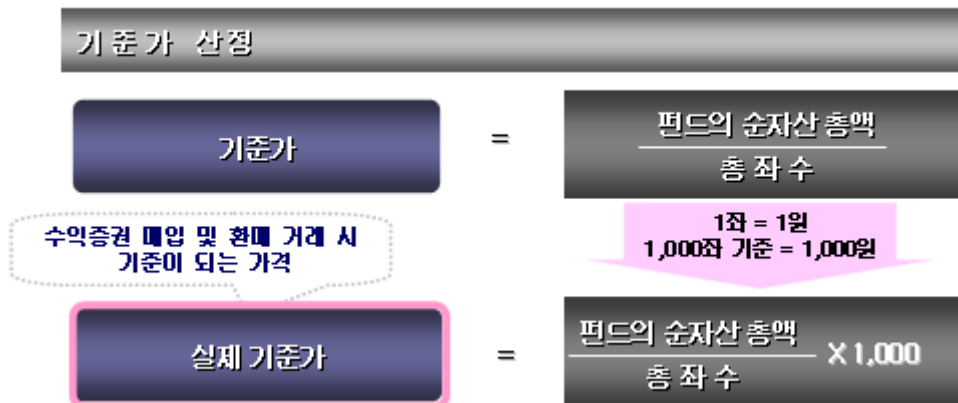 기준가 산정
기준가
=
펀드의 순자산 총액
총 좌 수
수익증권 매입 및 환매 거래 시
기준이 되는 가격
1좌 = 1원
1,000좌 기준 = 1,000원
실제 기준가
=
펀드의 순자산 총액
총 좌 수
X 1,000